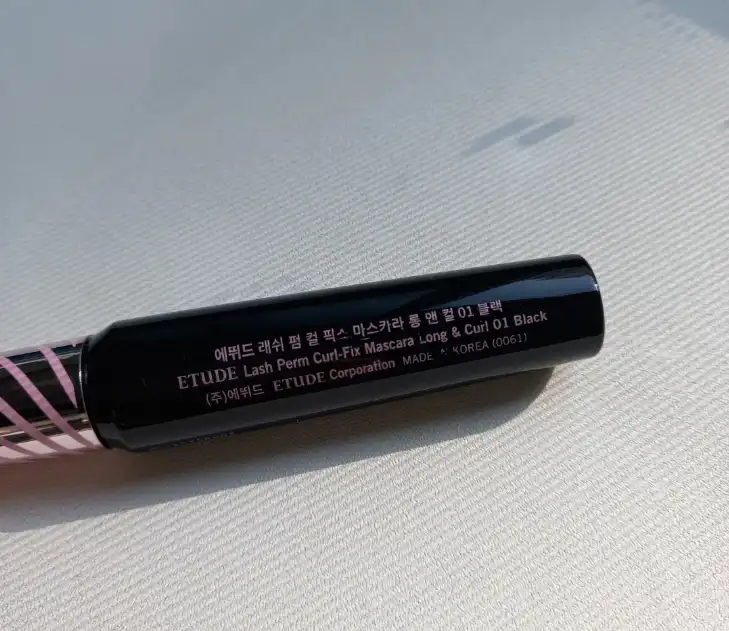 에뛰드 래쉬 펌 컬 픽스 마스카라 롱 앤 컬 01 블랙
ETUDE Lash Perm Curl-Fix Mascara Long & Curl 01 Black
(주)에뛰드 ETUDE Corporation MADE IN KOREA (0061)